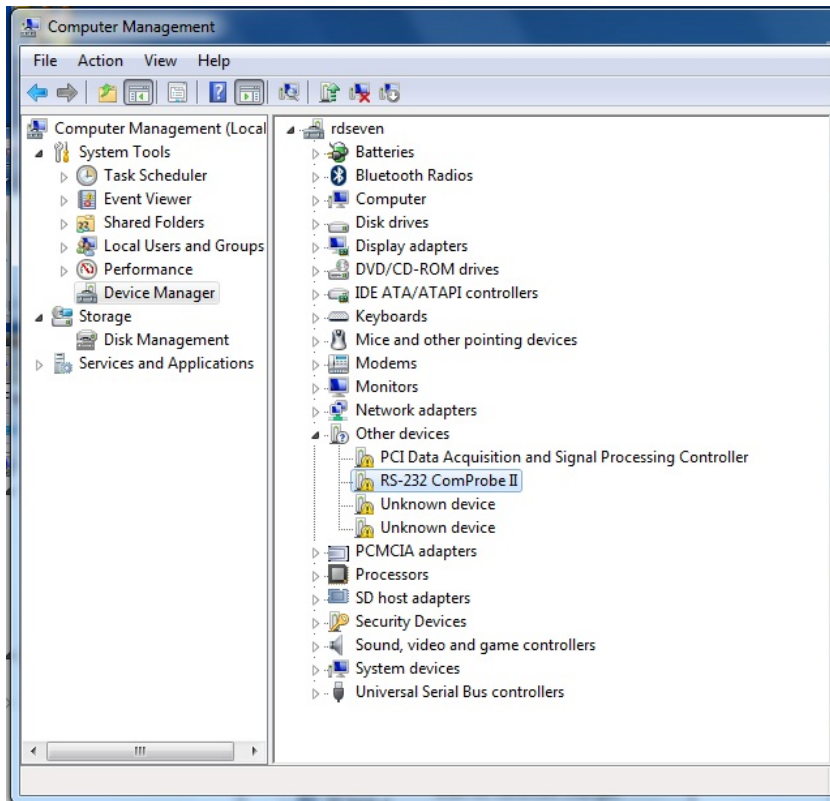 Computer Management
File Action View Help
Computer Management (Local
System Tools
Task Scheduler
Event Viewer
Shared Folders
Local Users and Groups
Performance
Device Manager
Storage
Disk Management
Services and Applications
rdseven
Batteries
Bluetooth Radios
Computer
Disk drives
Display adapters
DVD/CD-ROM drives
IDE ATA/ATAPI controllers
Keyboards
Mice and other pointing devices
Modems
Monitors
Network adapters
Other devices
PCI Data Acquisition and Signal Processing Controller
RS-232 ComProbe II
Unknown device
Unknown device
PCMCIA adapters
Processors
SD host adapters
Security Devices
Sound, video and game controllers
System devices
Universal Serial Bus controllers